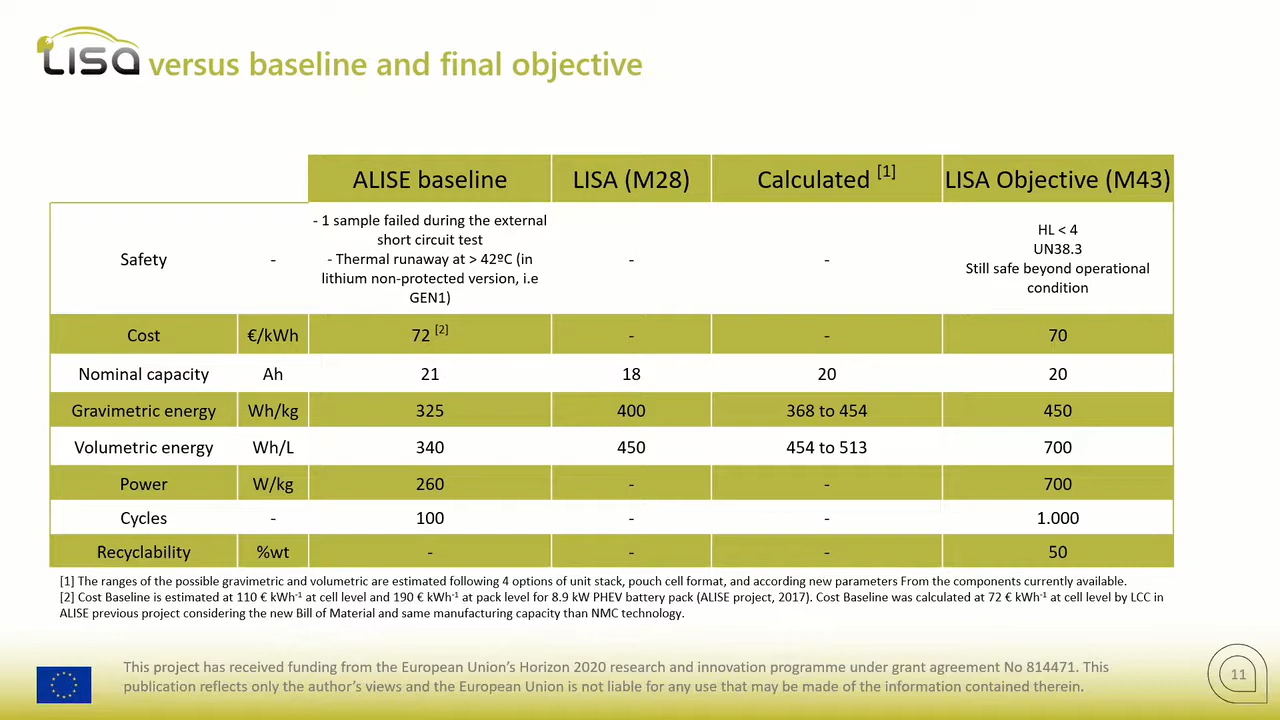 LISA versus baseline and final objective
ALISE baseline LISA (M28) Calculated [1] LISA Objective (M43)
Safety - - 1 sample failed during the external short circuit test - Thermal runaway at > 42ºC (in lithium non-protected version, i.e GEN1) - - HL < 4 UN38.3 Still safe beyond operational condition
Cost €/kWh 72 [2] - - 70
Nominal capacity Ah 21 18 20 20
Gravimetric energy Wh/kg 325 400 368 to 454 450
Volumetric energy Wh/L 340 450 454 to 513 700
Power W/kg 260 - - 700
Cycles - 100 - - 1.000
Recyclability %wt - - - 50
[1] The ranges of the possible gravimetric and volumetric are estimated following 4 options of unit stack, pouch cell format, and according new parameters From the components currently available.
[2] Cost Baseline is estimated at 110 € kWh-1 at cell level and 190 € kWh-1 at pack level for 8.9 kW PHEV battery pack (ALISE project, 2017). Cost Baseline was calculated at 72 € kWh-1 at cell level by LCC in
ALISE previous project considering the new Bill of Material and same manufacturing capacity than NMC technology.
This project has received funding from the European Union's Horizon 2020 research and innovation programme under grant agreement No 814471. This
publication reflects only the author's views and the European Union is not liable for any use that may be made of the information contained therein.
11